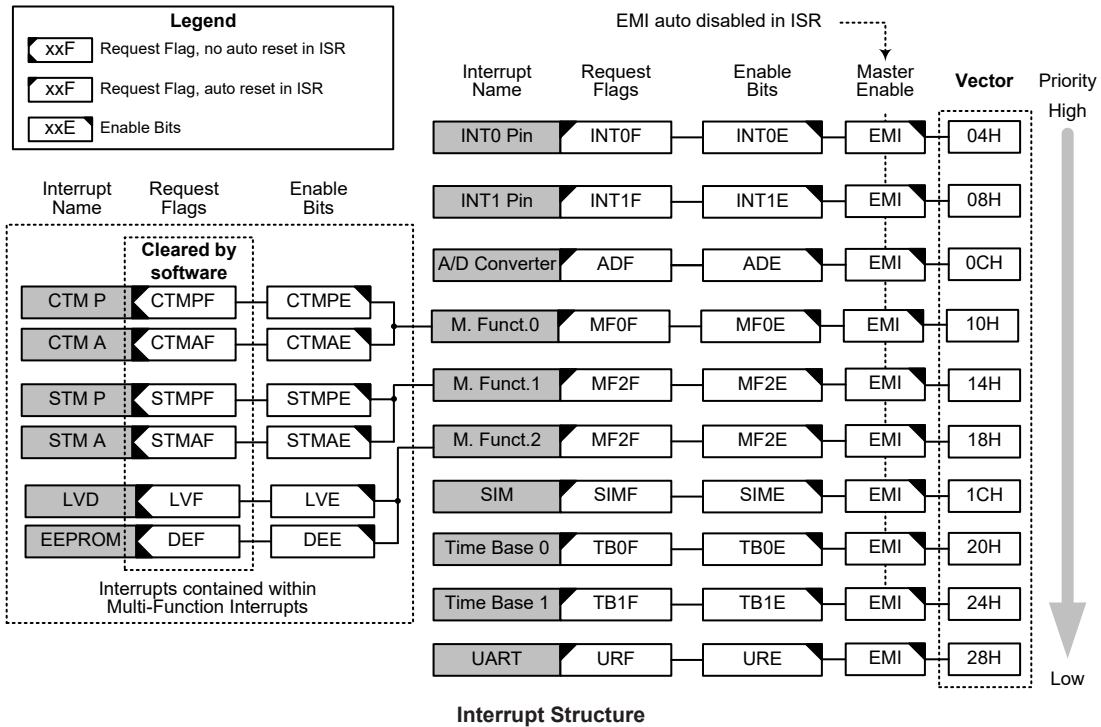 Legend
xxF Request Flag, no auto reset in ISR
xxF Request Flag, auto reset in ISR
xxE Enable Bits
EMI auto disabled in ISR
Interrupt Name Request Flags Enable Bits Master Enable Vector Priority
High
INT0 Pin INT0F INT0E EMI 04H
INT1 Pin INT1F INT1E EMI 08H
A/D Converter ADF ADE EMI 0CH
M. Funct.0 MF0F MF0E EMI 10H
M. Funct.1 MF2F MF2E EMI 14H
M. Funct.2 MF2F MF2E EMI 18H
SIM SIMF SIME EMI 1CH
Time Base 0 TB0F TB0E EMI 20H
Time Base 1 TB1F TB1E EMI 24H
UART URF URE EMI 28H
Low
Interrupt Name Request Flags Enable Bits
Cleared by
software
CTM P CTMPF CTMPE
CTM A CTMAF CTMAE
STM P STMPF STMPE
STM A STMAF STMAE
LVD LVF LVE
EEPROM DEF DEE
Interrupts contained within
Multi-Function Interrupts
Interrupt Structure